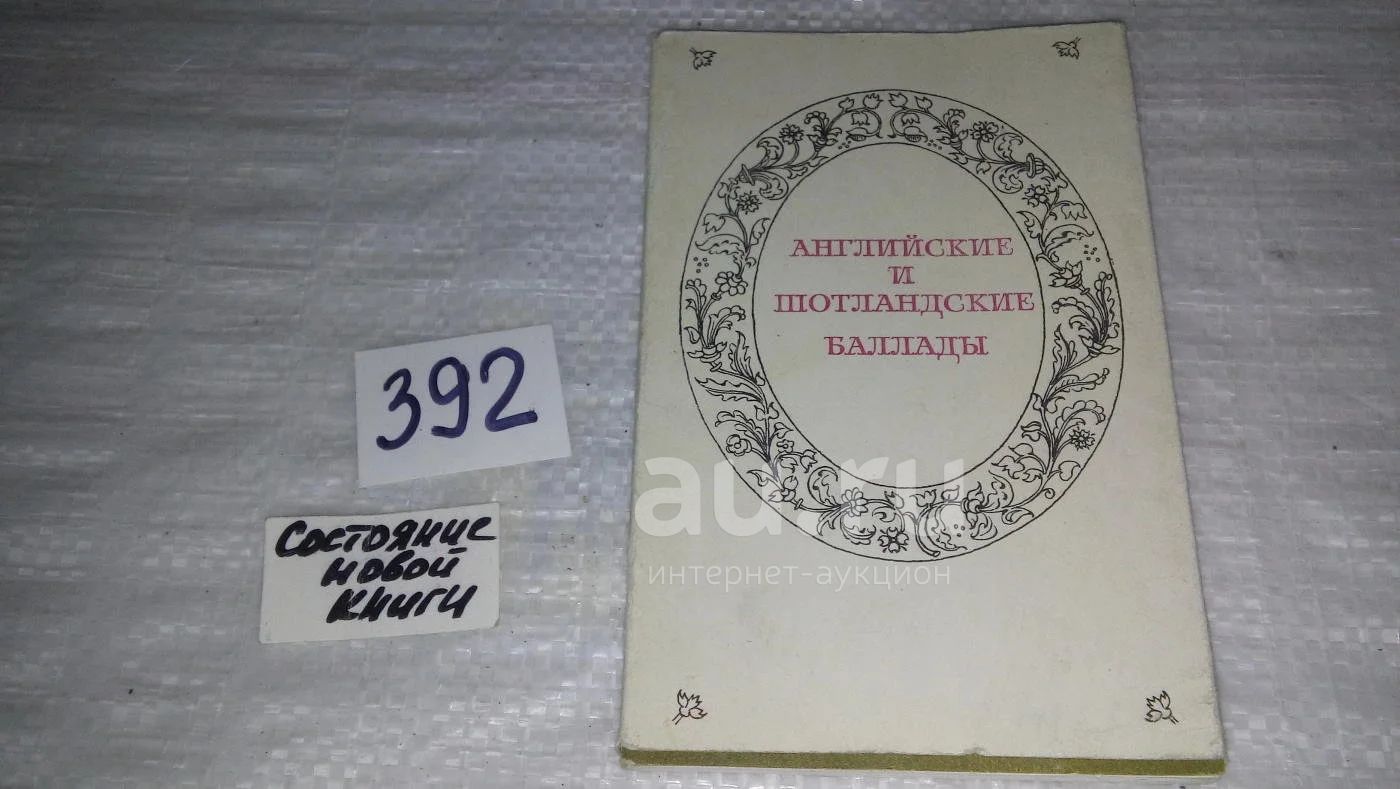 АНГЛИЙСКИЕ
И
ШОТЛАНДСКИЕ
БАЛЛАДЫ
392
Состояние
новой
книги
au.ru
интернет-аукцион